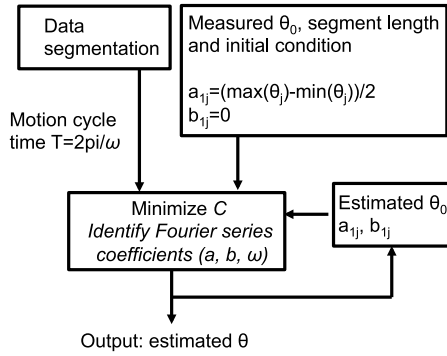 Data
segmentation
Measured θ₀, segment length
and initial condition
a₁ⱼ=(max(θⱼ)-min(θⱼ))/2
b₁ⱼ=0
Motion cycle
time T=2pi/ω
Minimize C
Identify Fourier series
coefficients (a, b, ω)
Estimated θ₀
a₁ⱼ, b₁ⱼ
Output: estimated θ